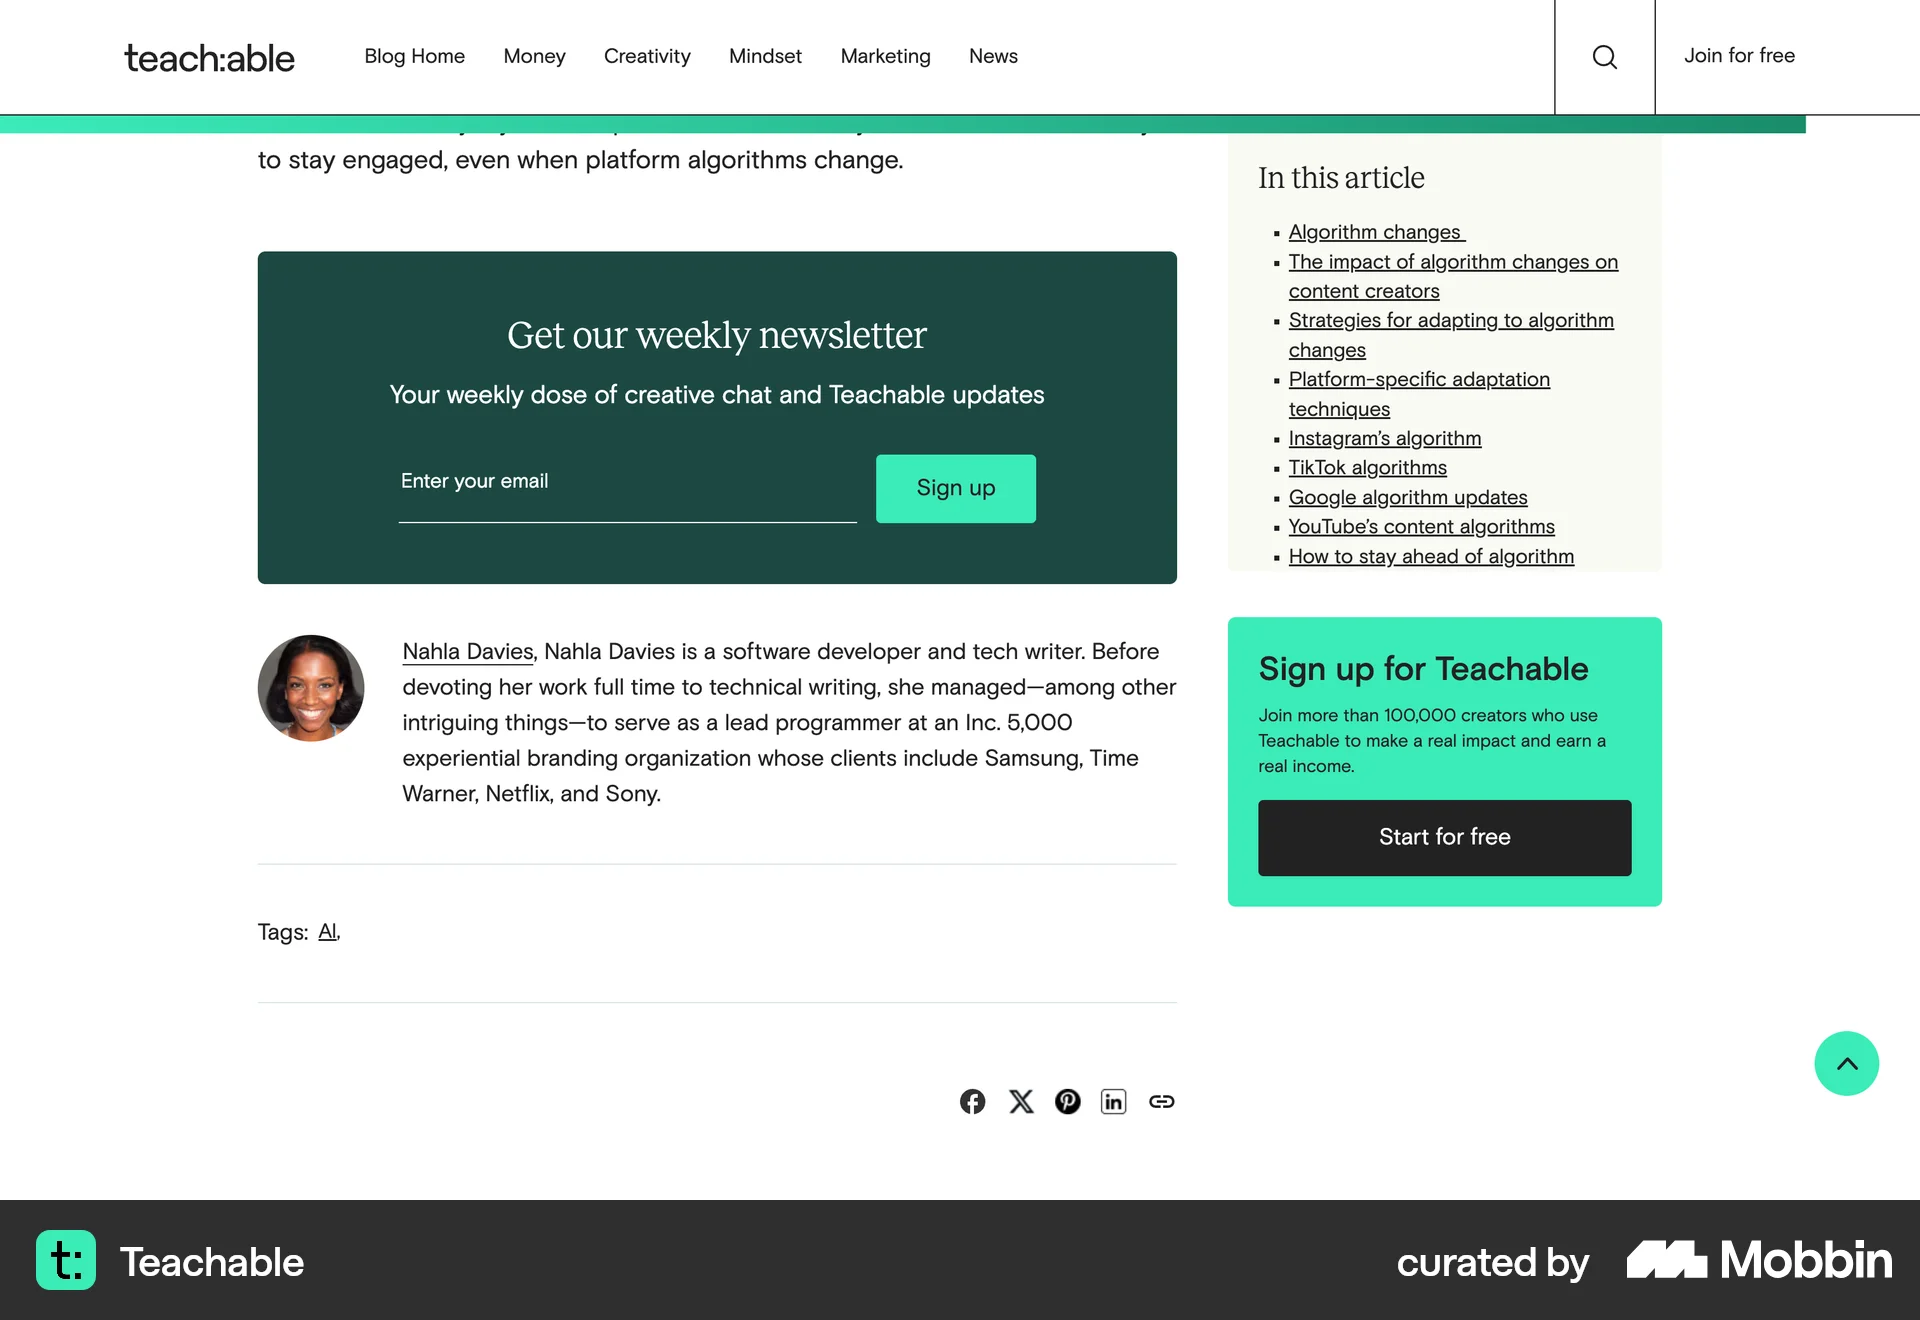 teach:able
Blog Home
Money
Creativity
Mindset
Marketing
News
Join for free
to stay engaged, even when platform algorithms change.
Get our weekly newsletter
Your weekly dose of creative chat and Teachable updates
Enter your email
Sign up
Nahla Davies, Nahla Davies is a software developer and tech writer. Before
devoting her work full time to technical writing, she managed—among other
intriguing things—to serve as a lead programmer at an Inc. 5,000
experiential branding organization whose clients include Samsung, Time
Warner, Netflix, and Sony.
Tags: AI,
In this article
Algorithm changes
The impact of algorithm changes on
content creators
Strategies for adapting to algorithm
changes
Platform-specific adaptation
techniques
Instagram's algorithm
TikTok algorithms
Google algorithm updates
YouTube's content algorithms
How to stay ahead of algorithm
Sign up for Teachable
Join more than 100,000 creators who use
Teachable to make a real impact and earn a
real income.
Start for free
t:
Teachable
curated by
Mobbin